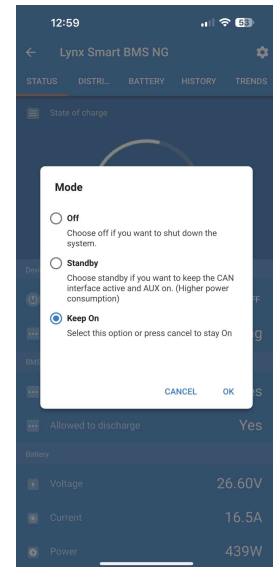 12:59
53
Lynx Smart BMS NG
STATUS DISTRI... BATTERY HISTORY TRENDS
State of charge
Mode
Off
Choose off if you want to shut down the
system.
Standby
Choose standby if you want to keep the CAN
interface active and AUX on. (Higher power
consumption)
Keep On
Select this option or press cancel to stay On
CANCEL OK
Allowed to discharge Yes
Battery
Voltage 26.60V
Current 16.5A
Power 439W